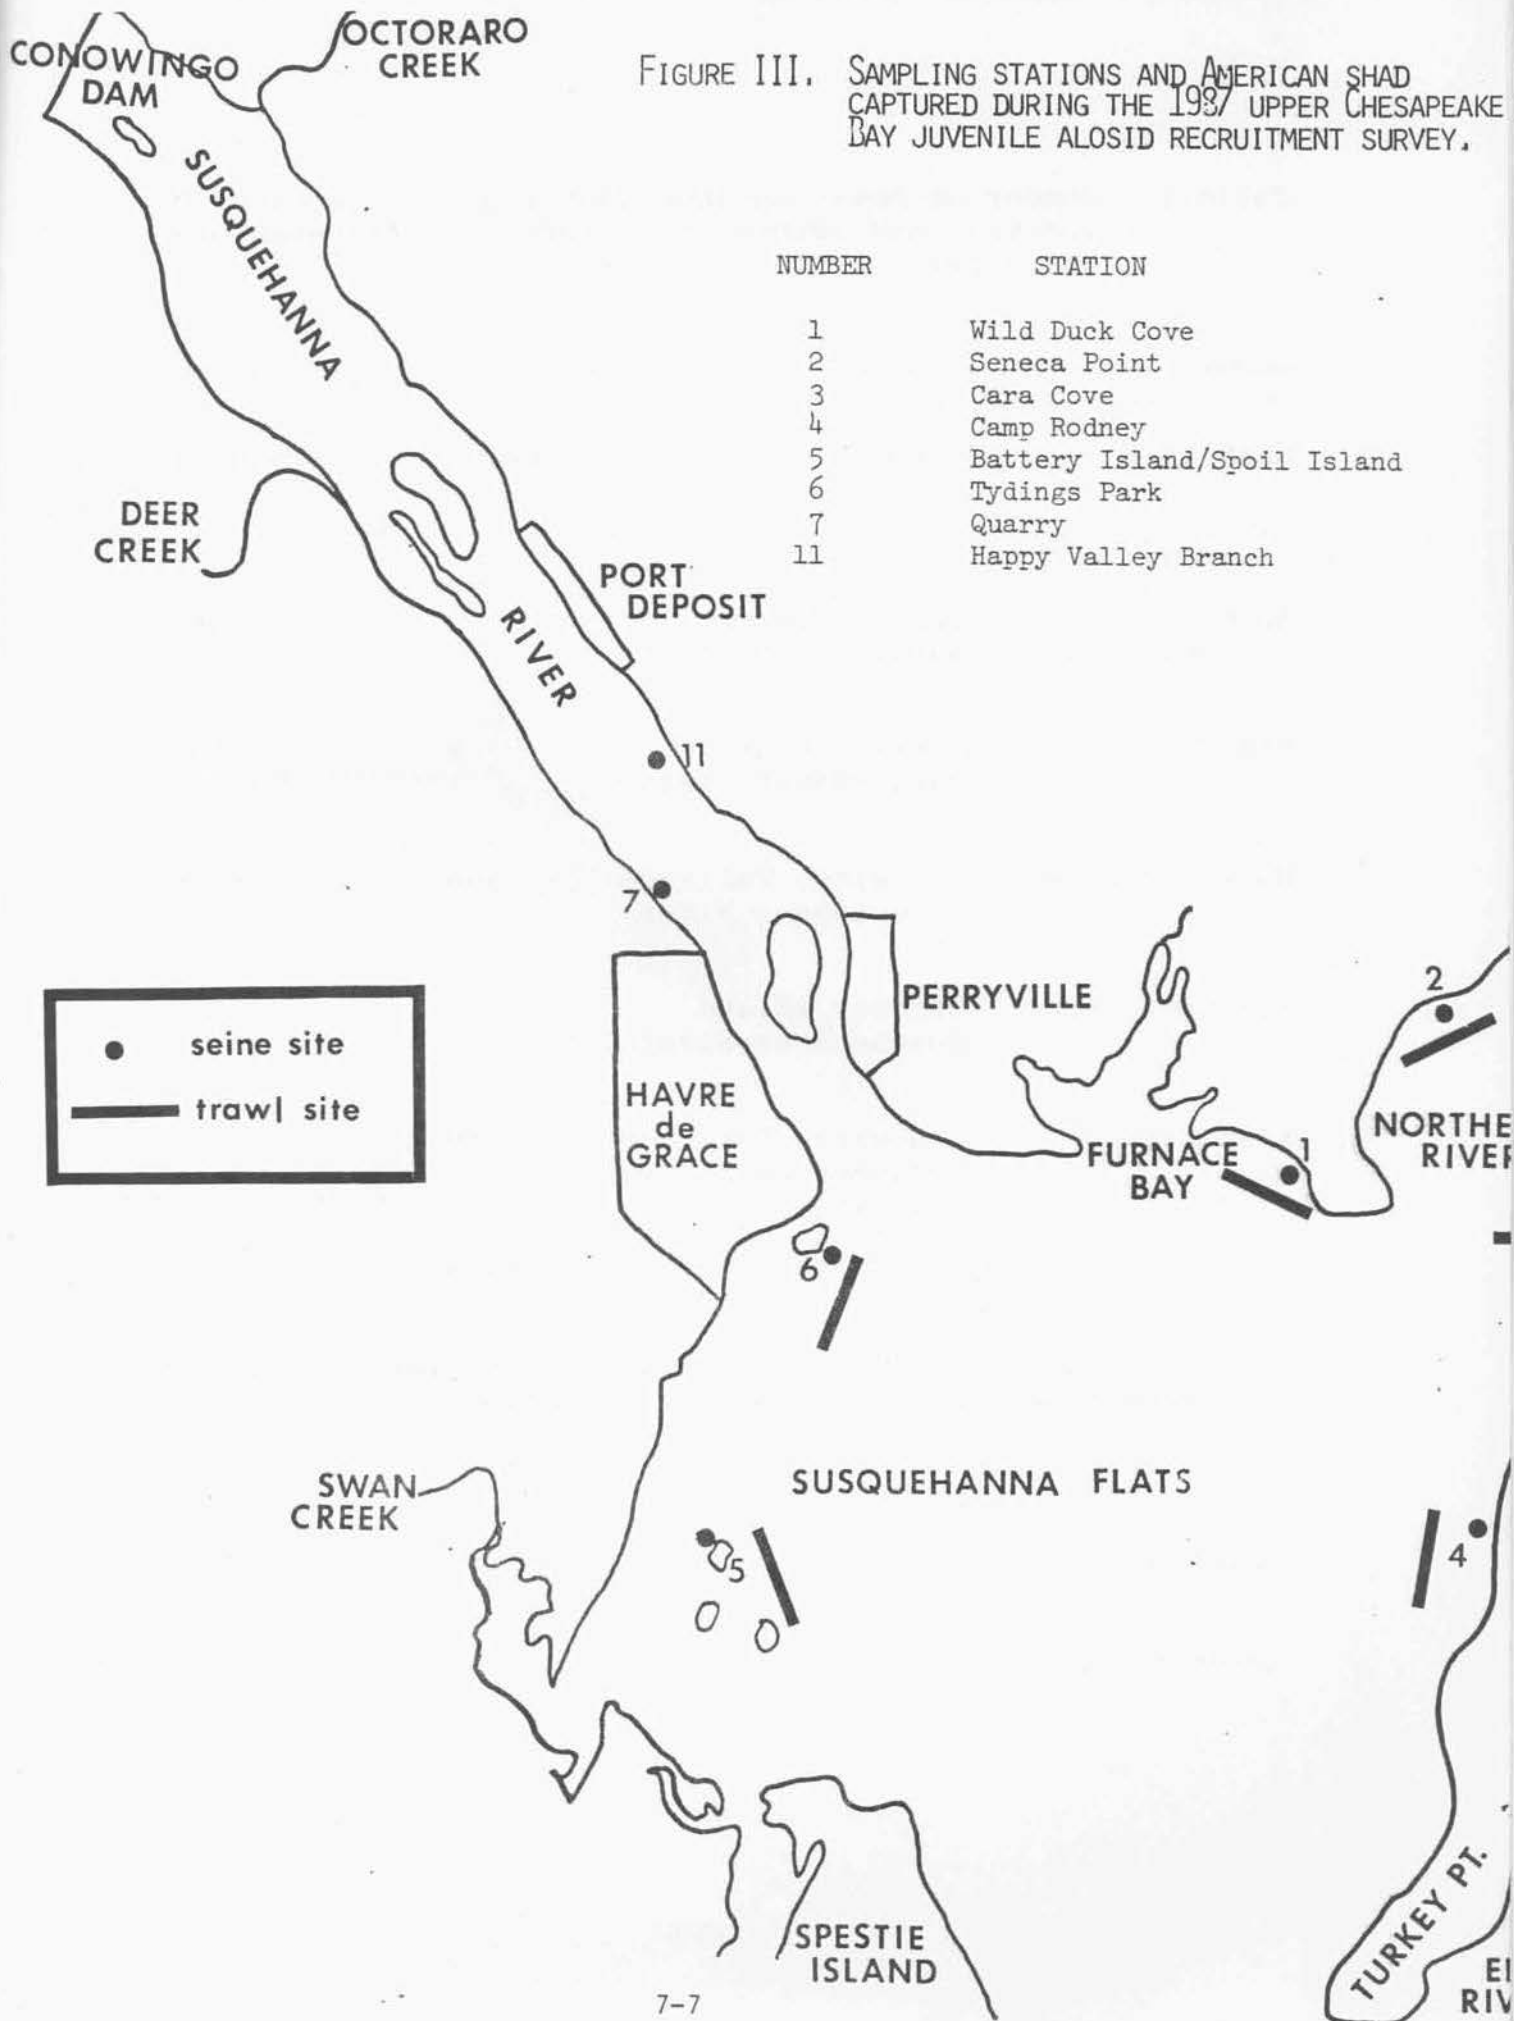 CONOWINGO
DAM
OCTORARO
CREEK
FIGURE III. SAMPLING STATIONS AND AMERICAN SHAD
CAPTURED DURING THE 1987 UPPER CHESAPEAKE
BAY JUVENILE ALOSID RECRUITMENT SURVEY.
NUMBER STATION
1 Wild Duck Cove
2 Seneca Point
3 Cara Cove
4 Camp Rodney
5 Battery Island/Spoil Island
6 Tydings Park
7 Quarry
11 Happy Valley Branch
SUSQUEHANNA
RIVER
DEER
CREEK
PORT
DEPOSIT
11
7
PERRYVILLE
2
seine site
trawl site
HAVRE
de
GRACE
FURNACE
BAY
1
NORTHE
RIVER
6
SWAN
CREEK
SUSQUEHANNA FLATS
5
4
SPESTIE
ISLAND
TURKEY PT.
RIV
7-7